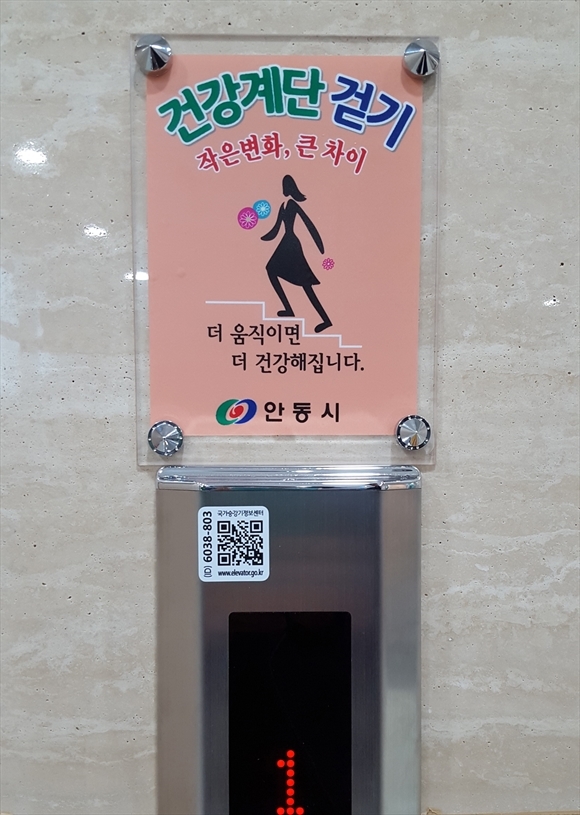 건강계단 걷기
작은변화, 큰 차이
더 움직이면
더 건강해집니다.
안동시
국가승강기정보센터
(CI) 6038-803
www.elevator.go.kr
1